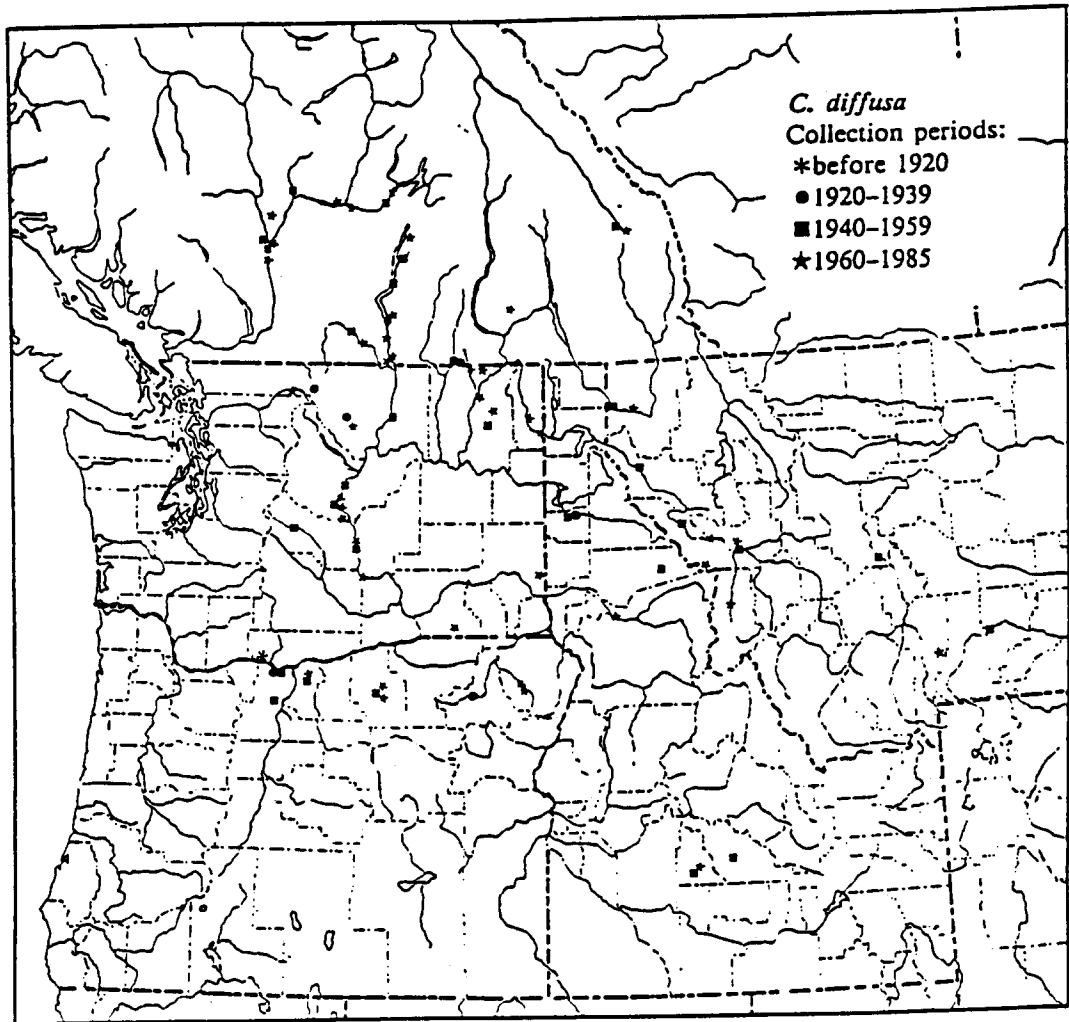 C. diffusa
Collection periods:
*before 1920
●1920–1939
■1940–1959
★1960–1985